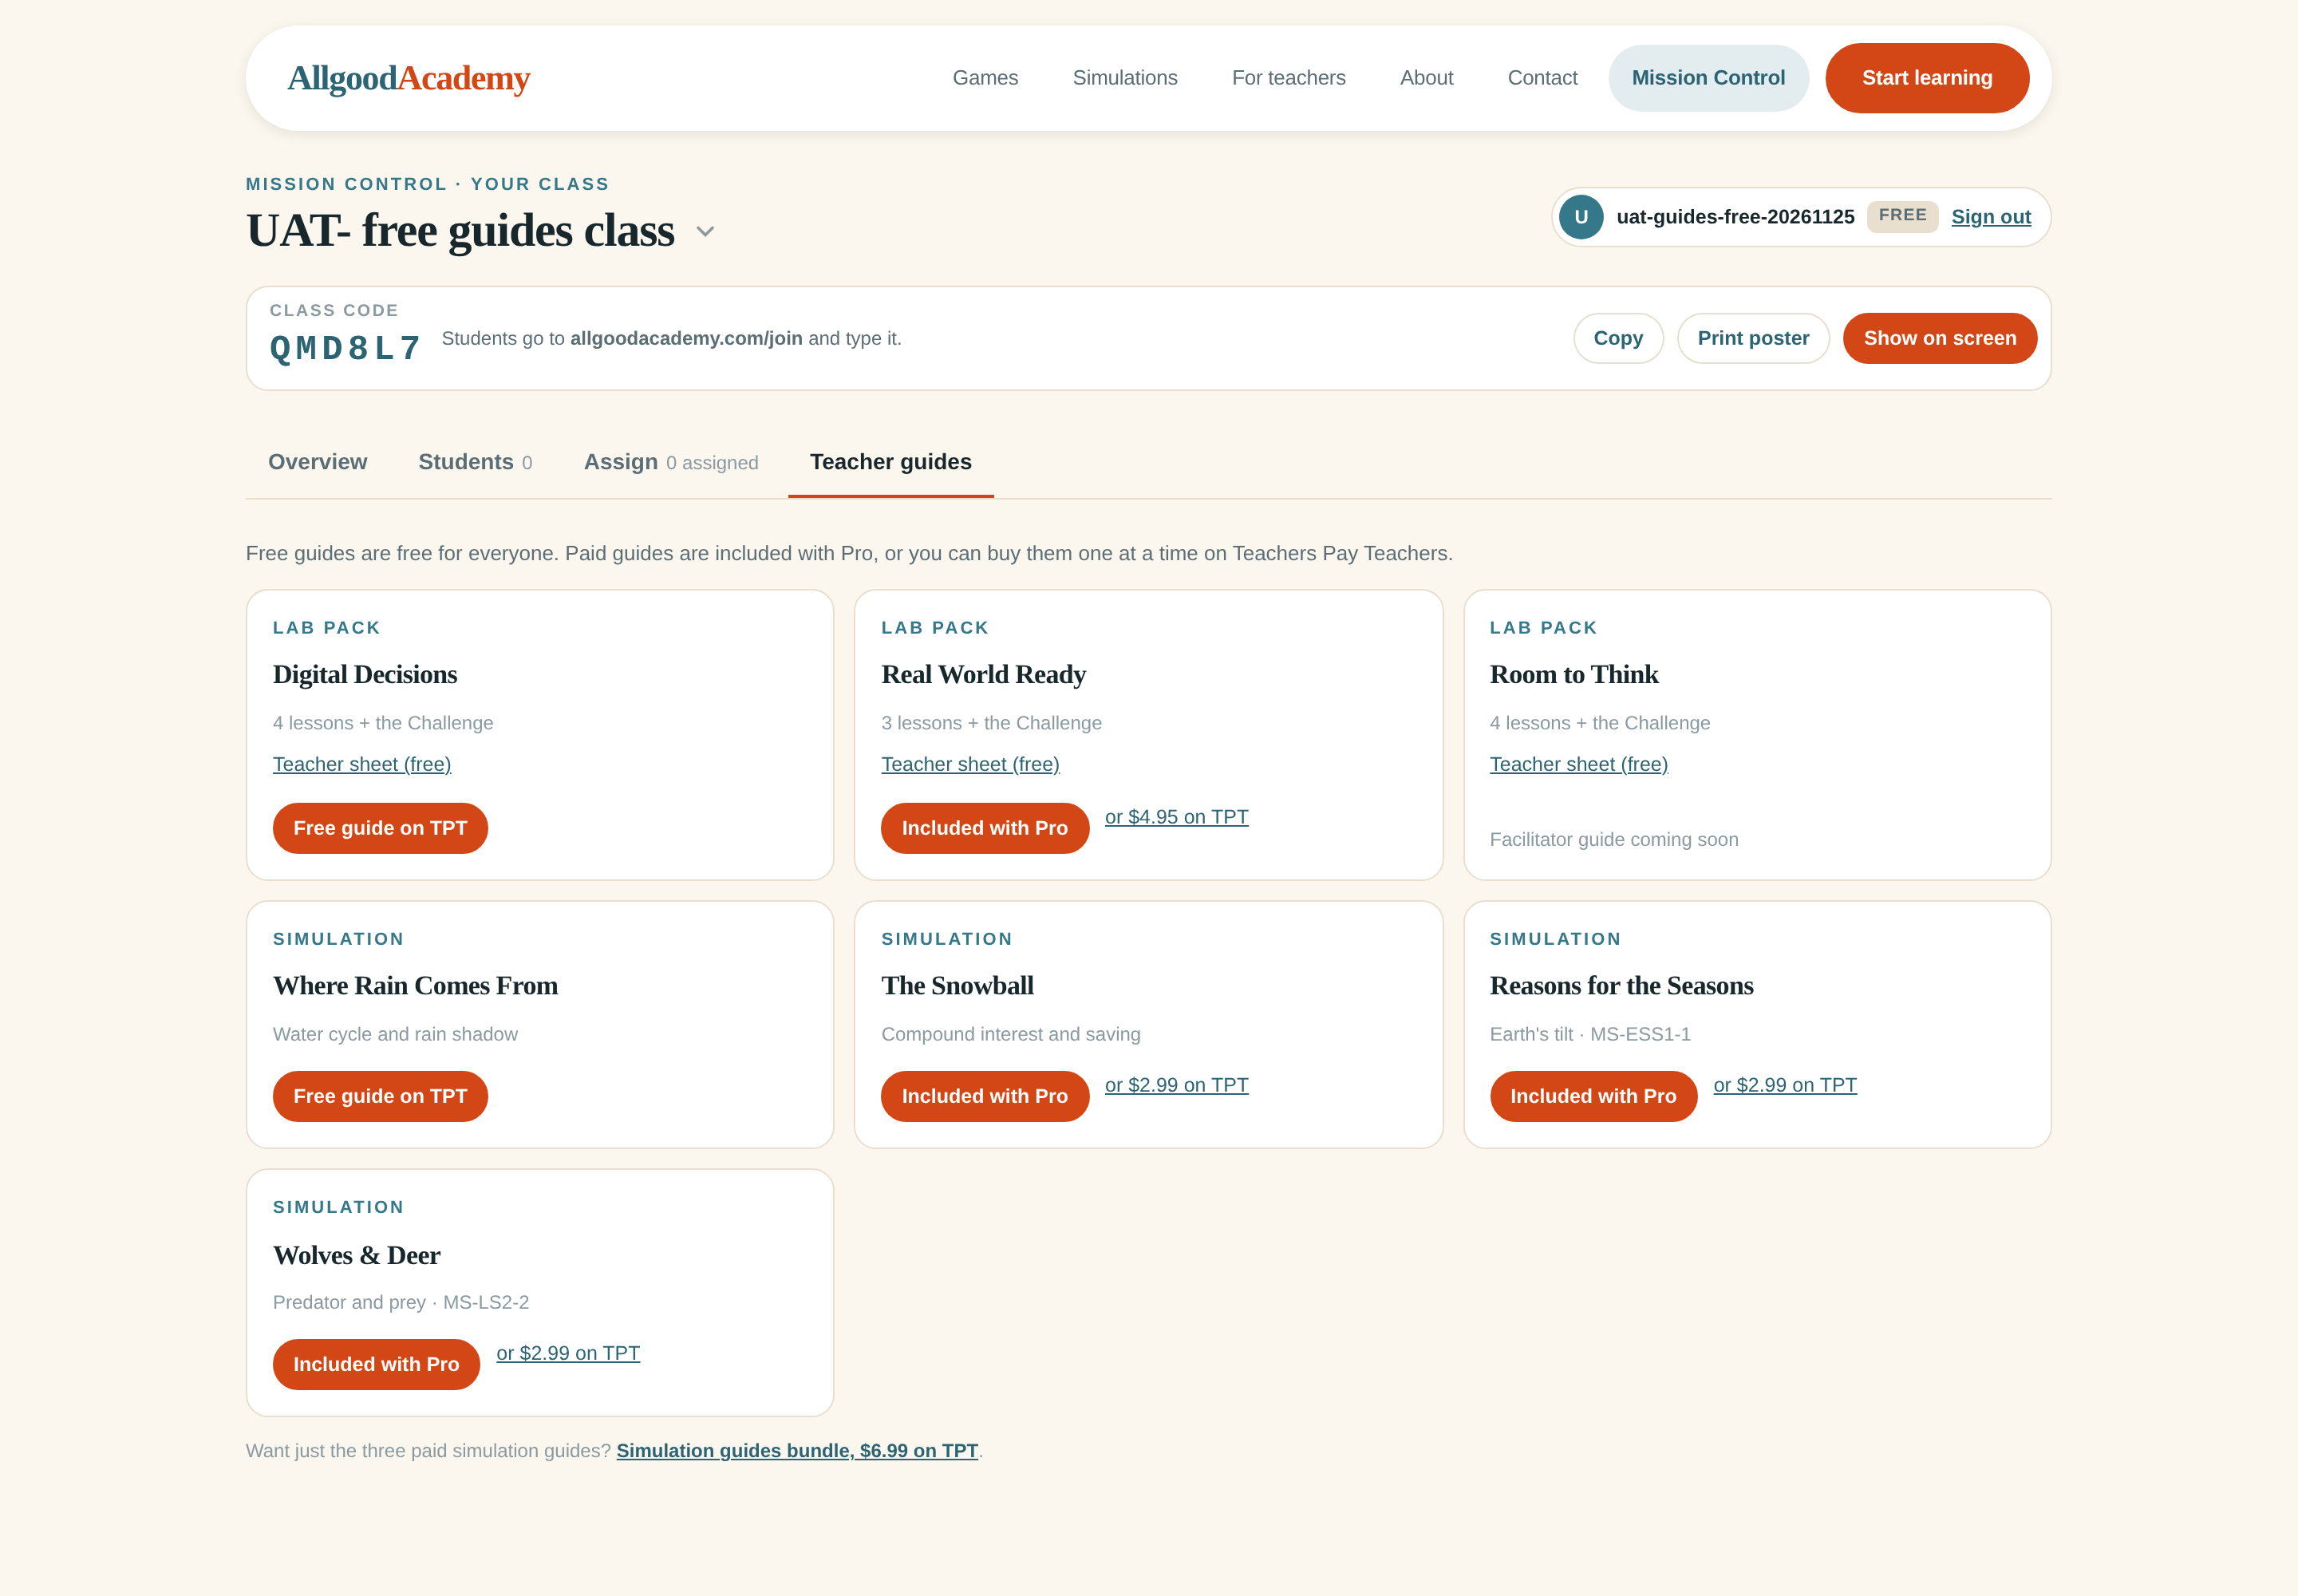 AllgoodAcademy
Games
Simulations
For teachers
About
Contact
Mission Control
Start learning
MISSION CONTROL · YOUR CLASS
UAT- free guides class
U
uat-guides-free-20261125
FREE
Sign out
CLASS CODE
QMD8L7
Students go to allgoodacademy.com/join and type it.
Copy
Print poster
Show on screen
Overview
Students 0
Assign 0 assigned
Teacher guides
Free guides are free for everyone. Paid guides are included with Pro, or you can buy them one at a time on Teachers Pay Teachers.
LAB PACK
Digital Decisions
4 lessons + the Challenge
Teacher sheet (free)
Free guide on TPT
LAB PACK
Real World Ready
3 lessons + the Challenge
Teacher sheet (free)
Included with Pro
or $4.95 on TPT
LAB PACK
Room to Think
4 lessons + the Challenge
Teacher sheet (free)
Facilitator guide coming soon
SIMULATION
Where Rain Comes From
Water cycle and rain shadow
Free guide on TPT
SIMULATION
The Snowball
Compound interest and saving
Included with Pro
or $2.99 on TPT
SIMULATION
Reasons for the Seasons
Earth's tilt · MS-ESS1-1
Included with Pro
or $2.99 on TPT
SIMULATION
Wolves & Deer
Predator and prey · MS-LS2-2
Included with Pro
or $2.99 on TPT
Want just the three paid simulation guides? Simulation guides bundle, $6.99 on TPT.